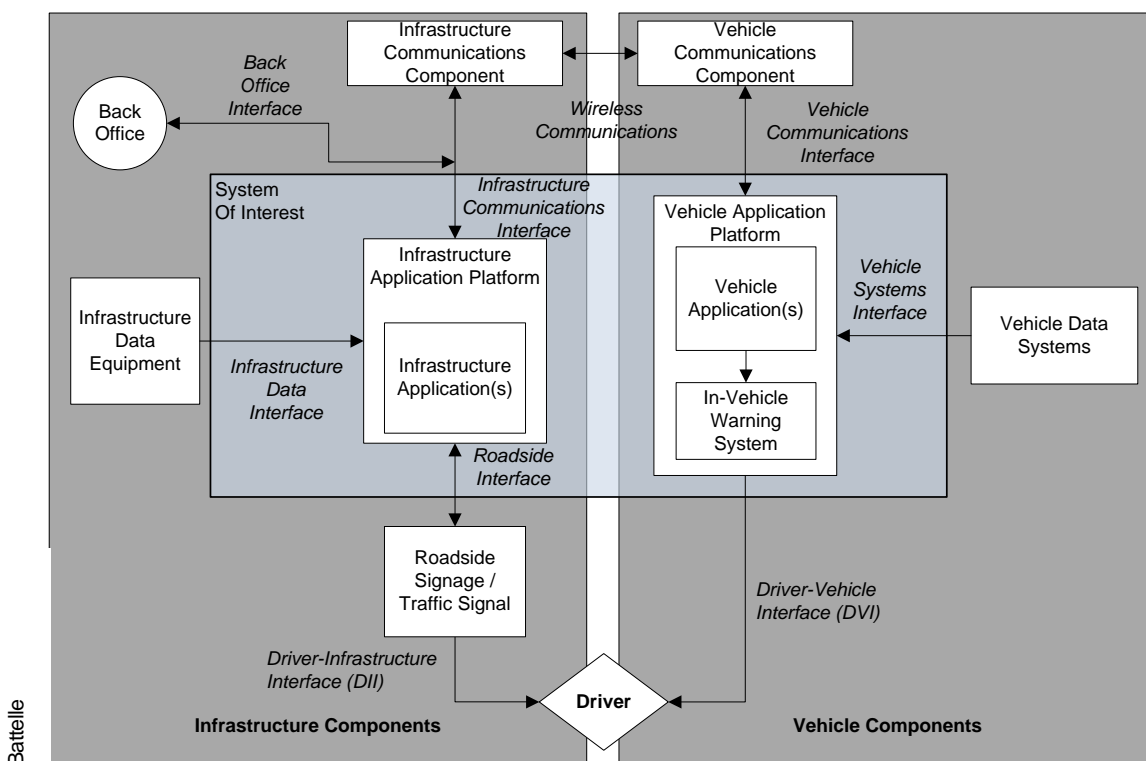 Infrastructure
Communications
Component
Vehicle
Communications
Component
Back
Office
Interface
Back
Office
Wireless
Communications
Vehicle
Communications
Interface
System
Of Interest
Infrastructure
Communications
Interface
Vehicle Application
Platform
Infrastructure
Application Platform
Vehicle
Application(s)
Vehicle
Systems
Interface
Infrastructure
Data
Equipment
Vehicle Data
Systems
Infrastructure
Data
Interface
Infrastructure
Application(s)
In-Vehicle
Warning
System
Roadside
Interface
Roadside
Signage /
Traffic Signal
Driver-Vehicle
Interface (DVI)
Driver-Infrastructure
Interface (DII)
Driver
Infrastructure Components
Vehicle Components
Battelle